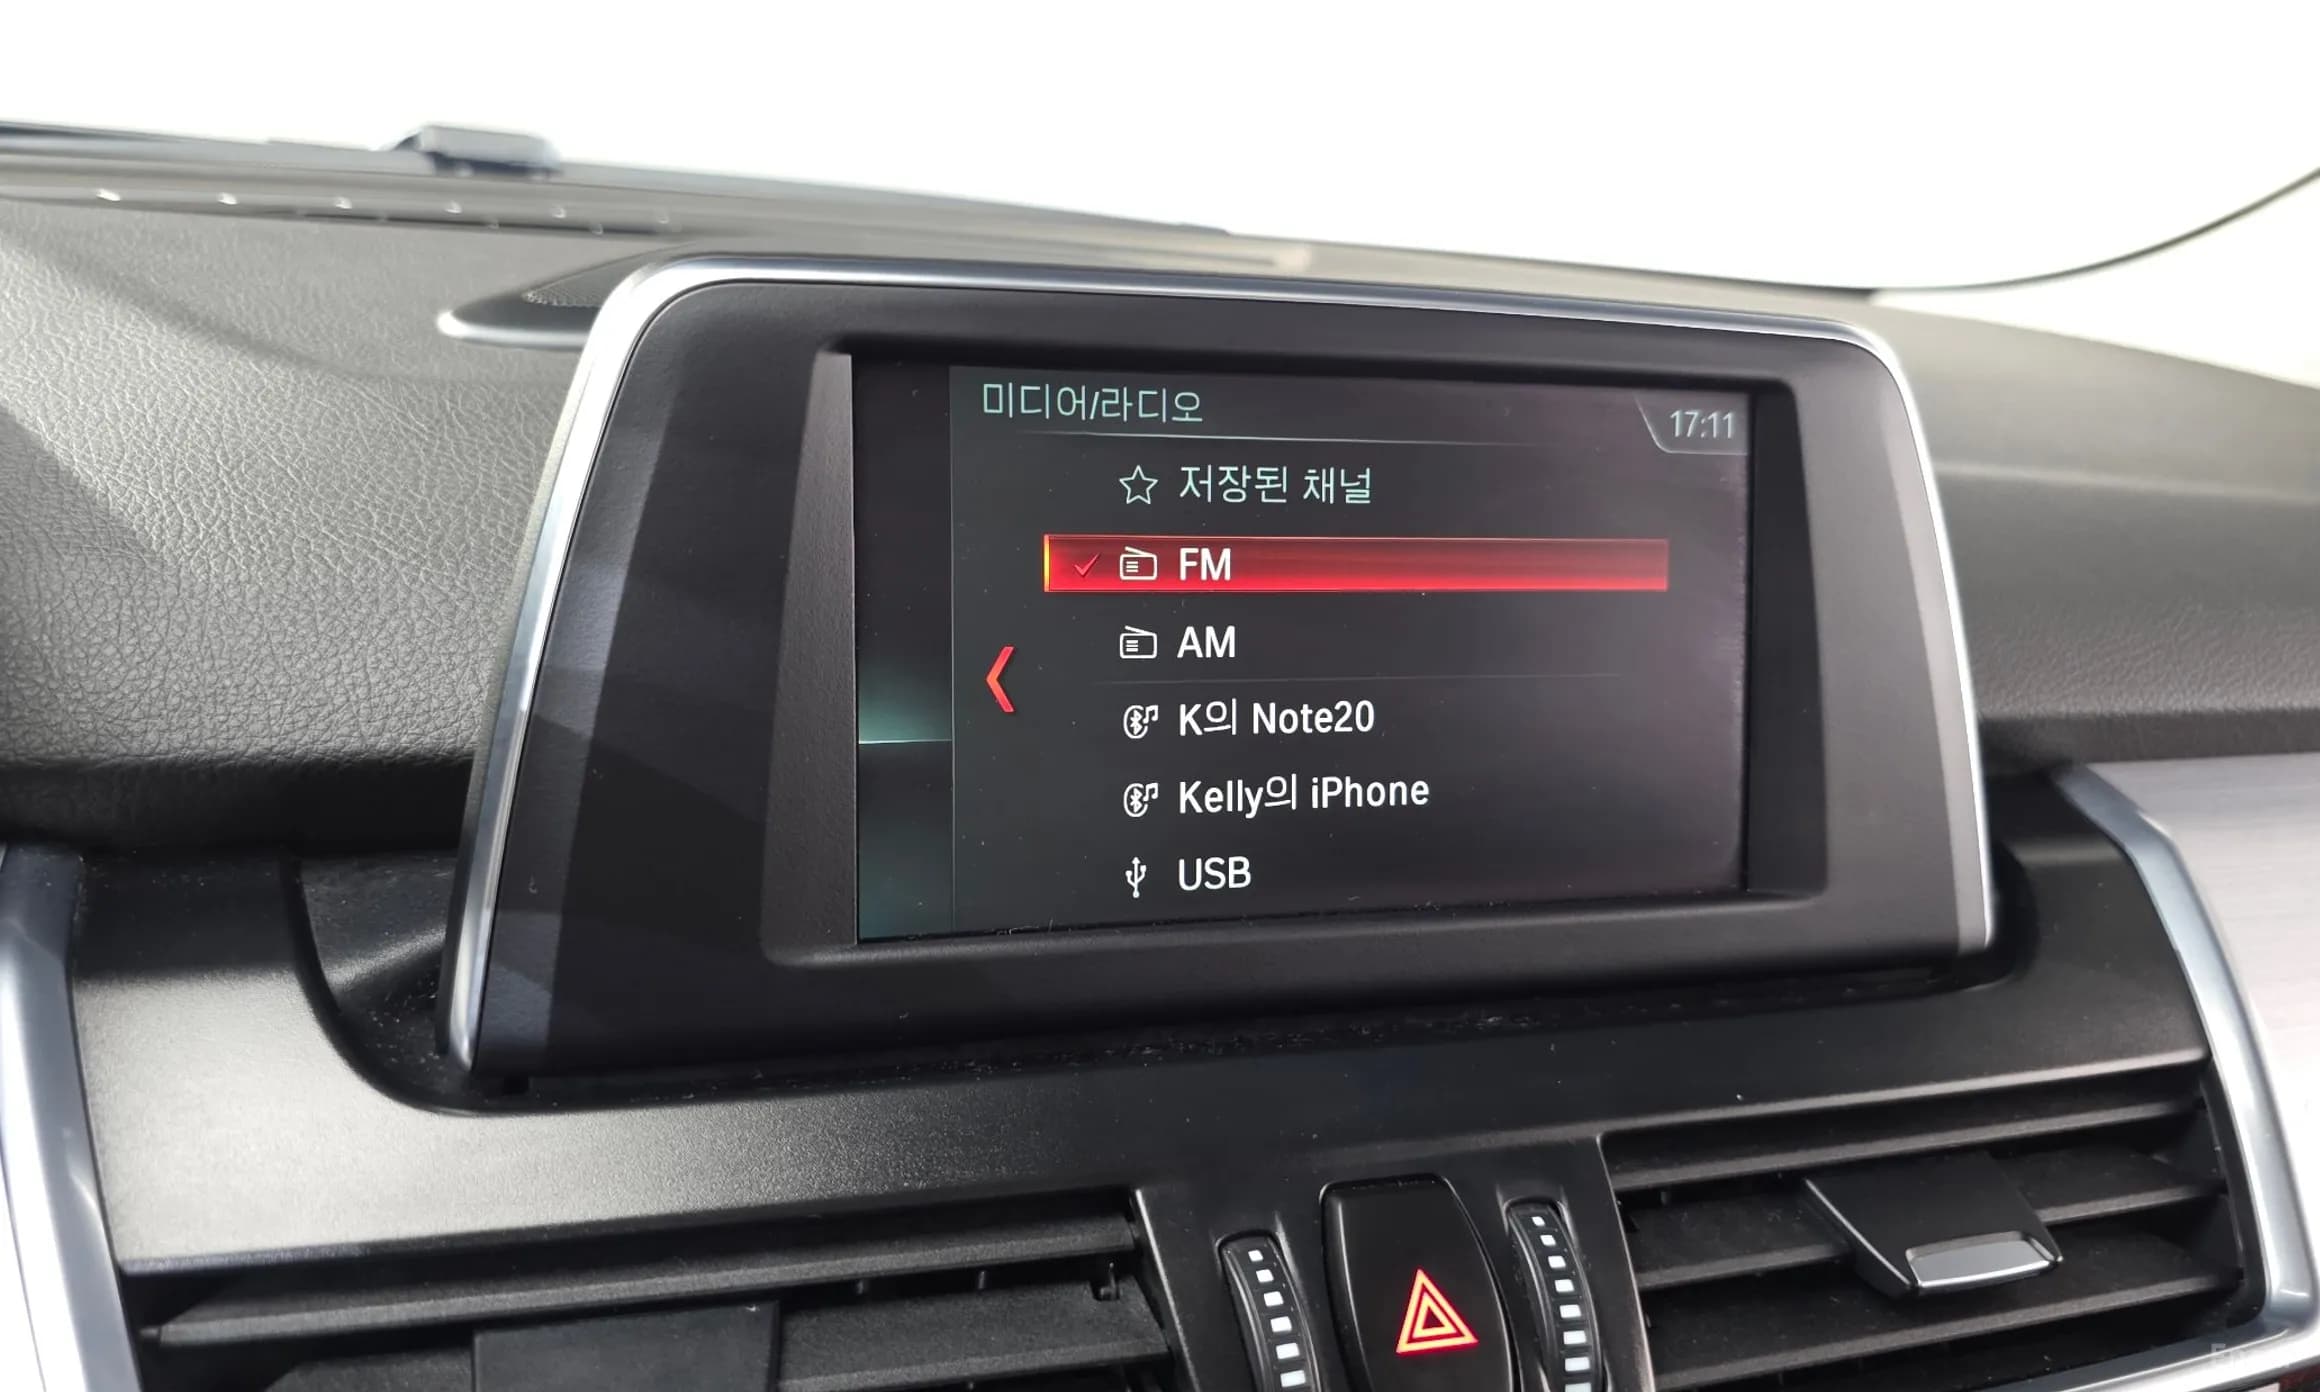 미디어/라디오
17:11
저장된 채널
FM
AM
K의 Note20
Kelly의 iPhone
USB